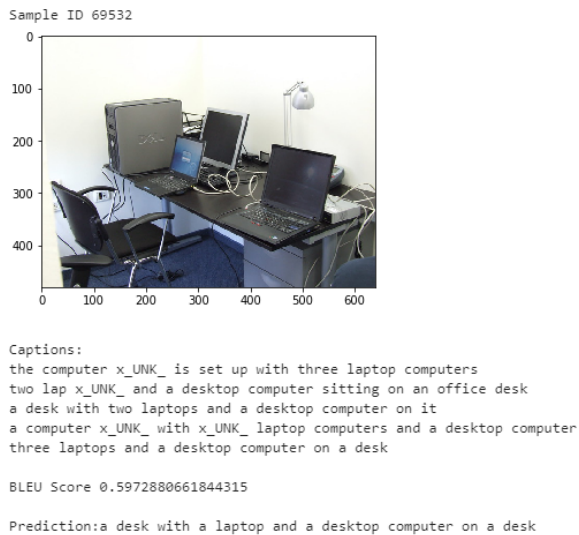 Sample ID 69532
0
100
200
300
400
DELL
0 100 200 300 400 500 600
Captions:
the computer x_UNK_ is set up with three laptop computers
two lap x_UNK_ and a desktop computer sitting on an office desk
a desk with two laptops and a desktop computer on it
a computer x_UNK_ with x_UNK_ laptop computers and a desktop computer
three laptops and a desktop computer on a desk
BLEU Score 0.5972880661844315
Prediction:a desk with a laptop and a desktop computer on a desk